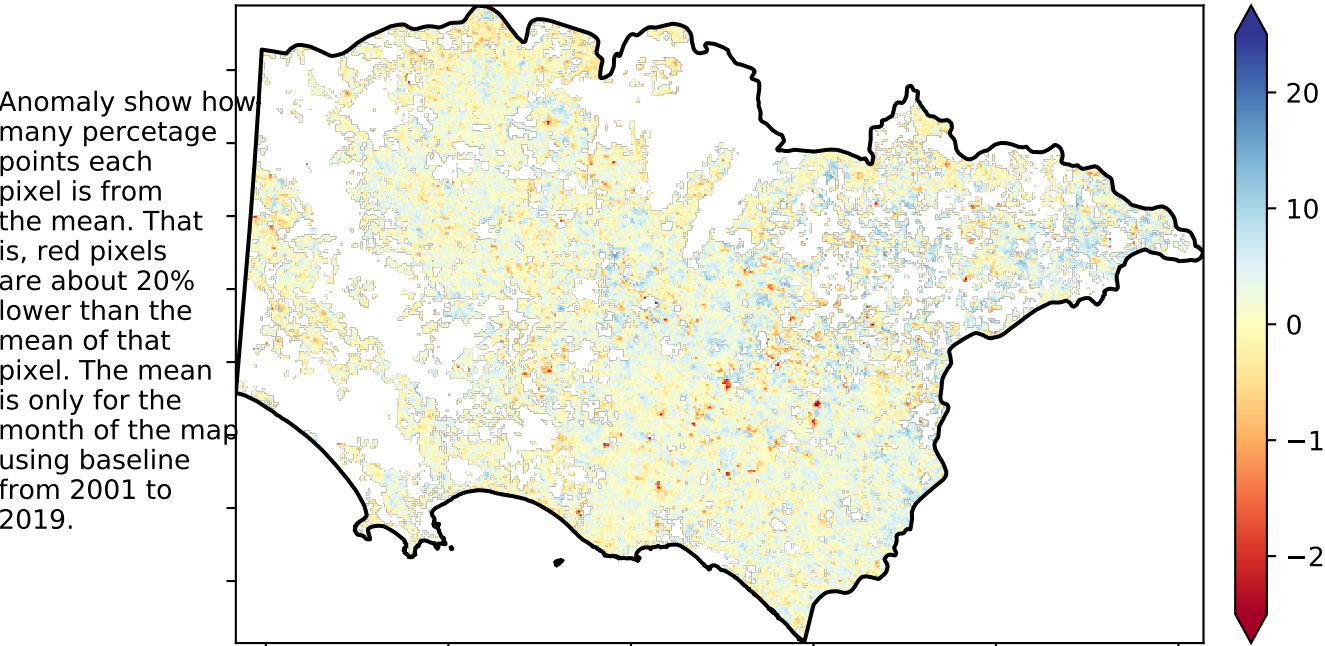 Anomaly show how
many percetage
points each
pixel is from
the mean. That
is, red pixels
are about 20%
lower than the
mean of that
pixel. The mean
is only for the
month of the map
using baseline
from 2001 to
2019.
20
10
0
−1
−2